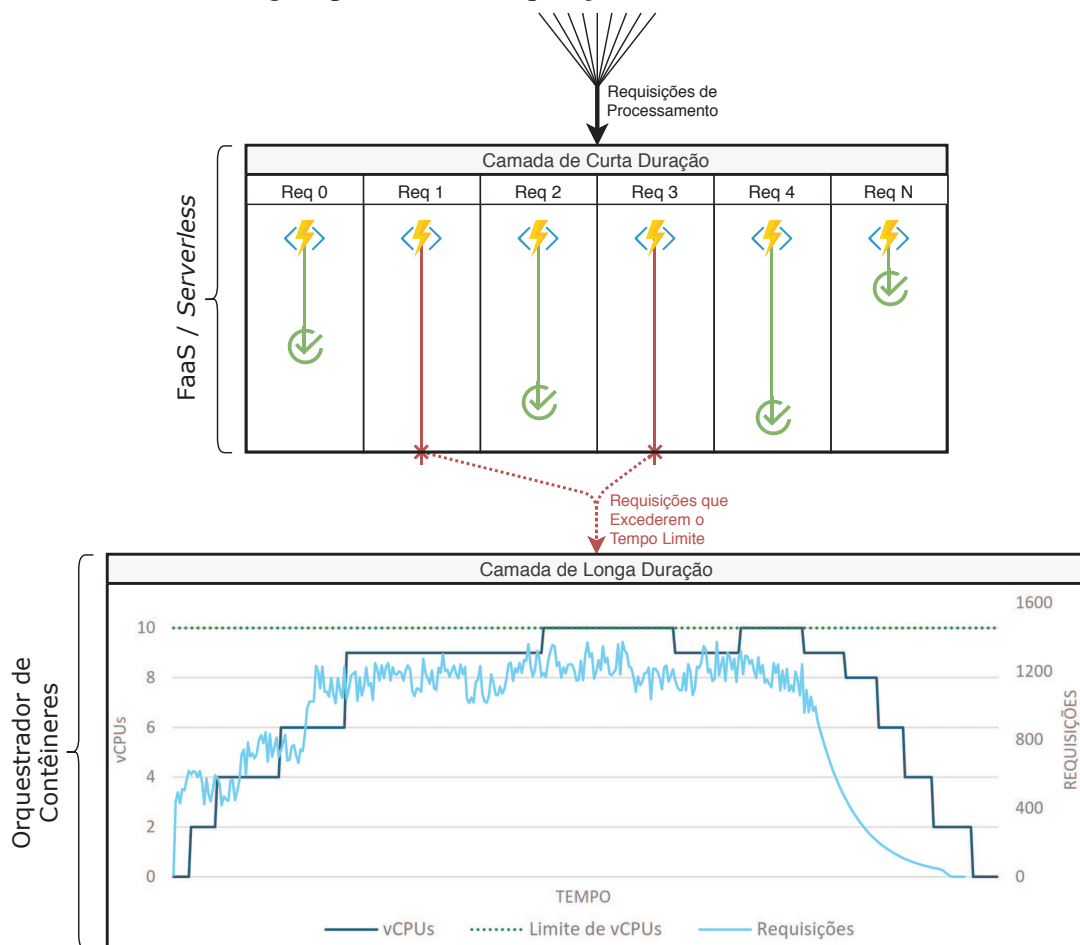 Requisições de
Processamento
Camada de Curta Duração
Req 0
Req 1
Req 2
Req 3
Req 4
Req N
FaaS / Serverless
Requisições que
Excederem o
Tempo Limite
Camada de Longa Duração
Orquestrador de
Contêineres
10
8
6
4
2
0
vCPUs
1600
1200
800
400
0
REQUISIÇÕES
TEMPO
vCPUs
Limite de vCPUs
Requisições